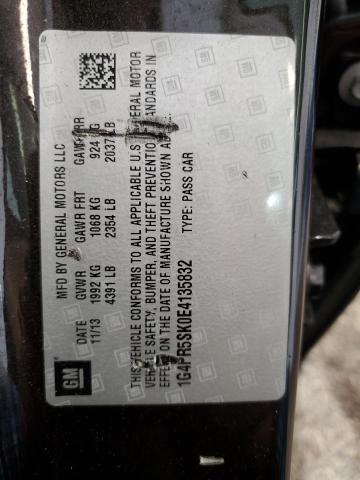 MFD BY GENERAL MOTORS LLC
DATE GVWR GAWR FRT GAWR RR
11/13 1992 KG 1068 KG 924 KG
4391 LB 2354 LB 2037 LB
THIS VEHICLE CONFORMS TO ALL APPLICABLE U.S. FEDERAL MOTOR
VEHICLE SAFETY, BUMPER, AND THEFT PREVENTION STANDARDS IN
EFFECT ON THE DATE OF MANUFACTURE SHOWN ABOVE.
1G4PR5SK0E4135832 TYPE: PASS CAR
GM